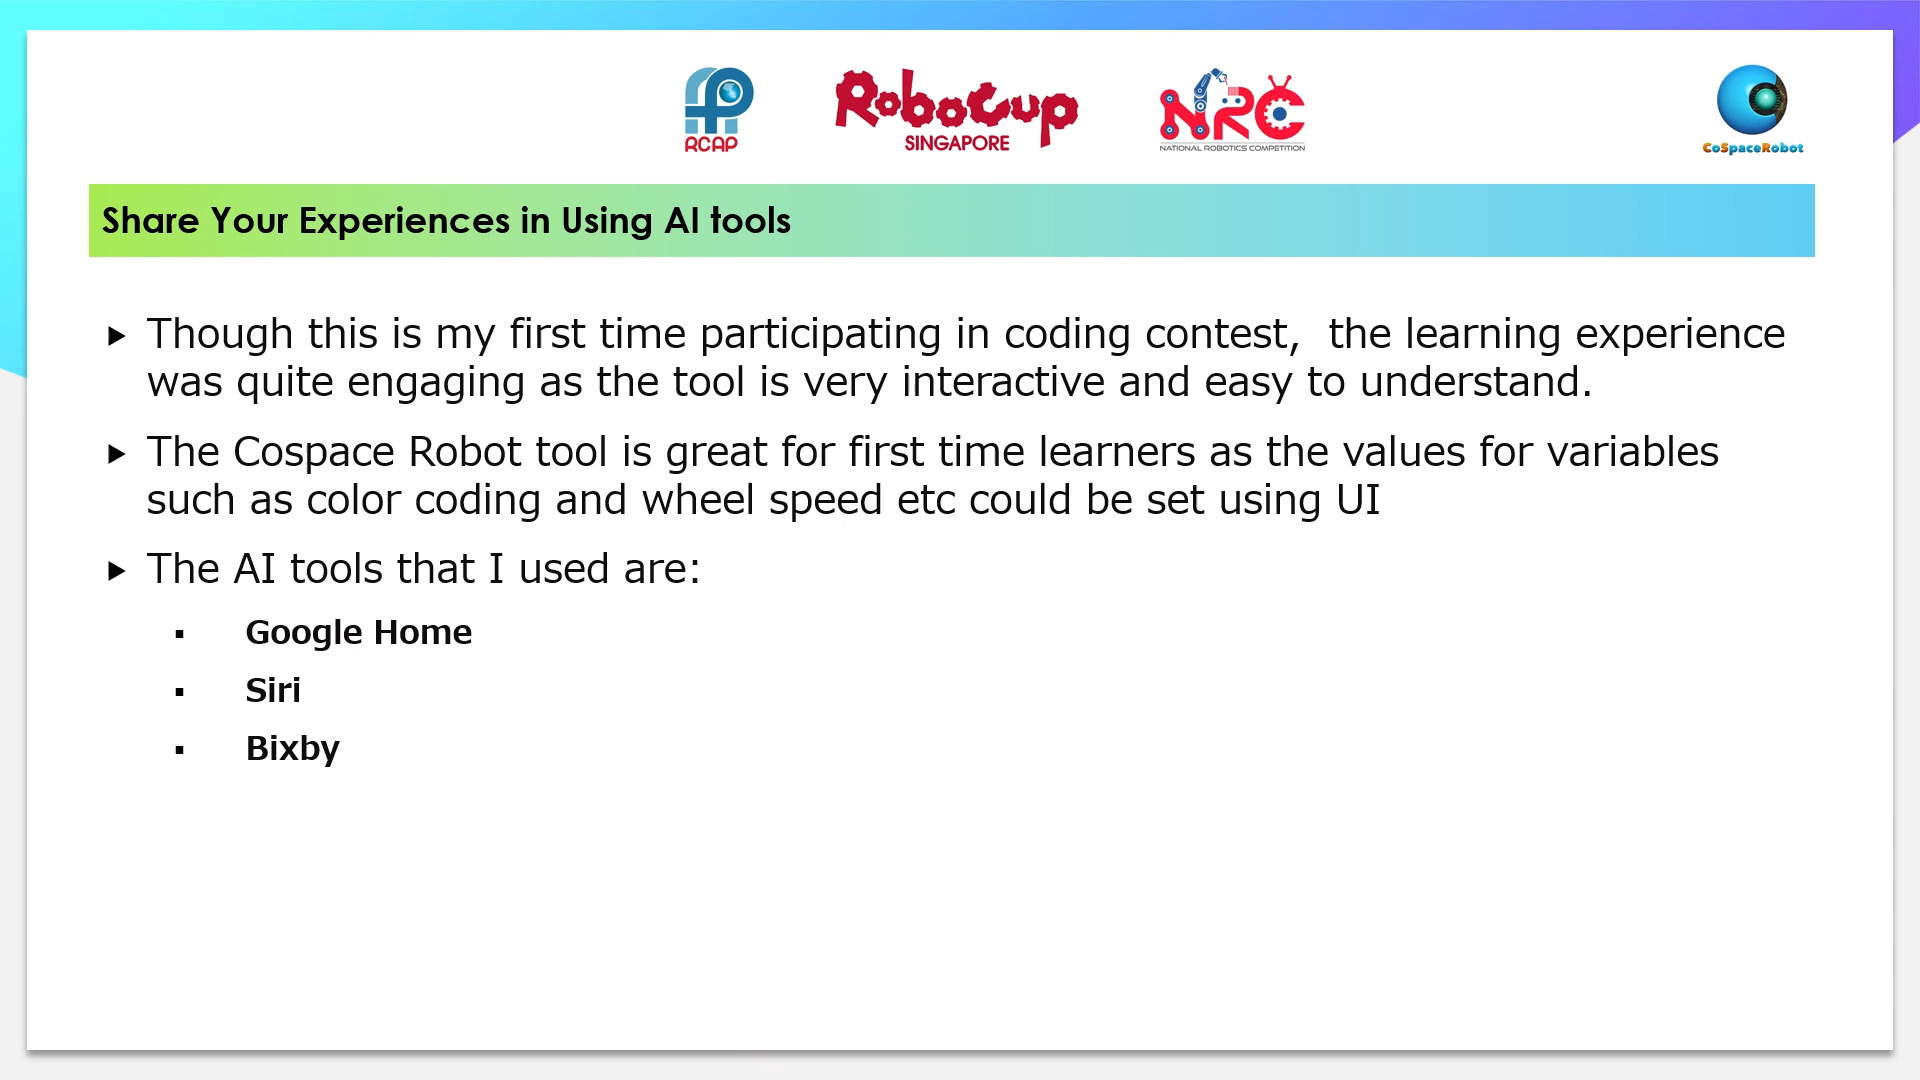 RCAP
RoboCup
SINGAPORE
NRC
NATIONAL ROBOTICS COMPETITION
CoSpaceRobot
Share Your Experiences in Using AI tools
Though this is my first time participating in coding contest,  the learning experience
was quite engaging as the tool is very interactive and easy to understand.
The Cospace Robot tool is great for first time learners as the values for variables
such as color coding and wheel speed etc could be set using UI
The AI tools that I used are:
Google Home
Siri
Bixby